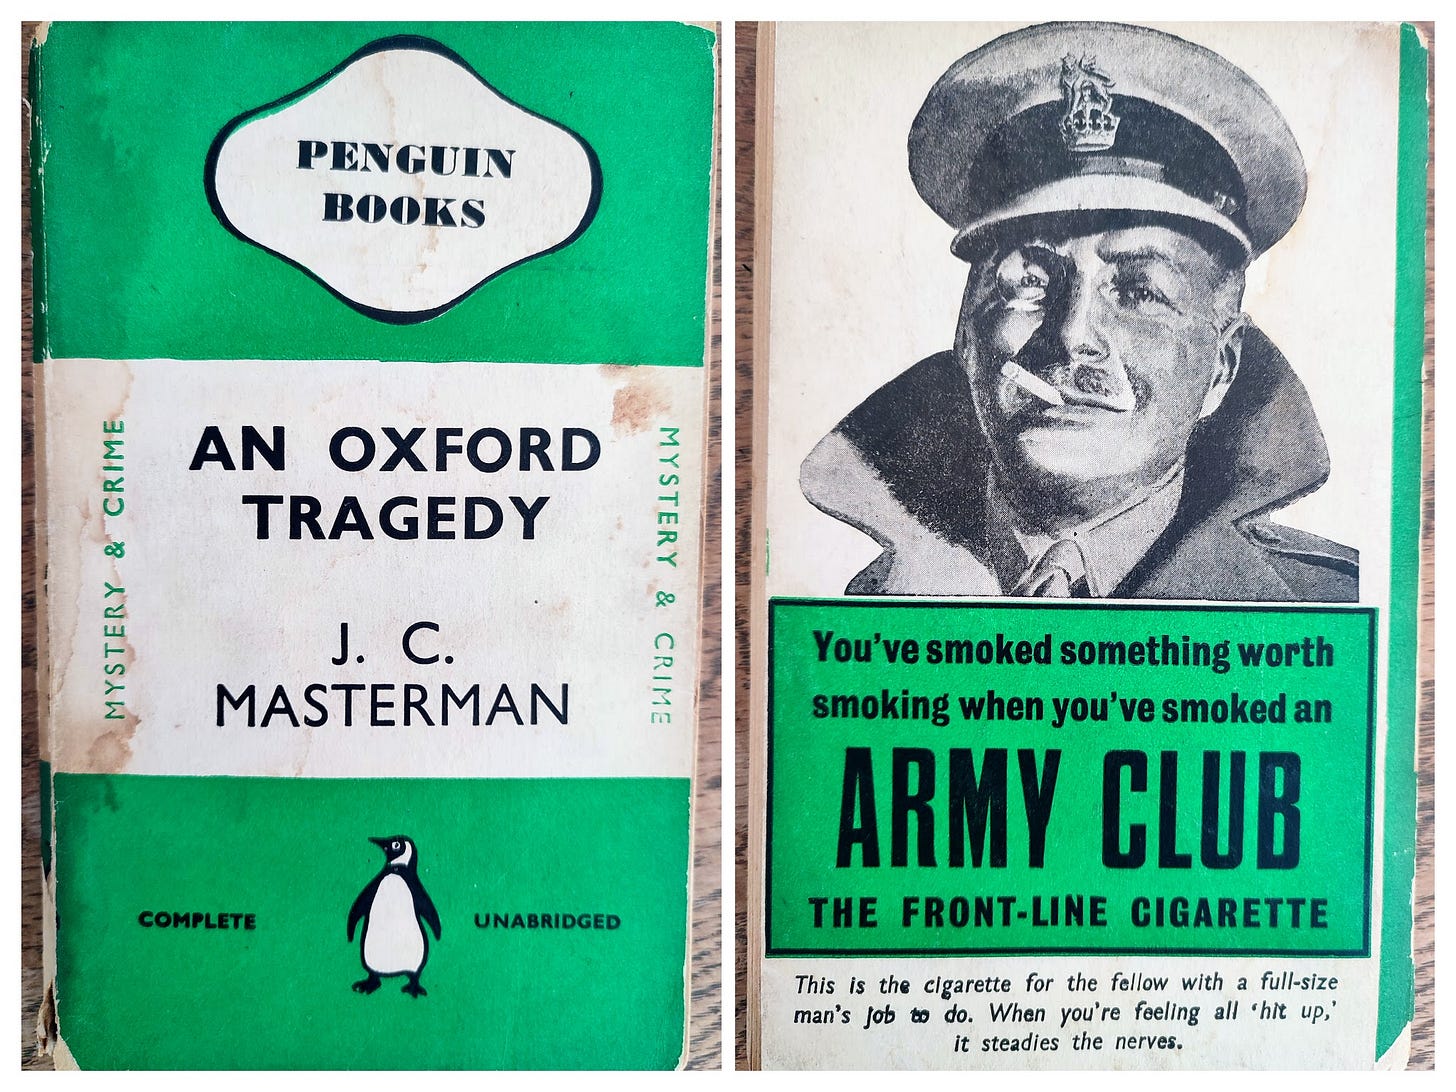 PENGUIN
BOOKS
MYSTERY & CRIME
AN OXFORD
TRAGEDY
J. C.
MASTERMAN
MYSTERY & CRIME
COMPLETE
UNABRIDGED
You've smoked something worth
smoking when you've smoked an
ARMY CLUB
THE FRONT-LINE CIGARETTE
This is the cigarette for the fellow with a full-size
man's job to do. When you're feeling all 'hit up,'
it steadies the nerves.